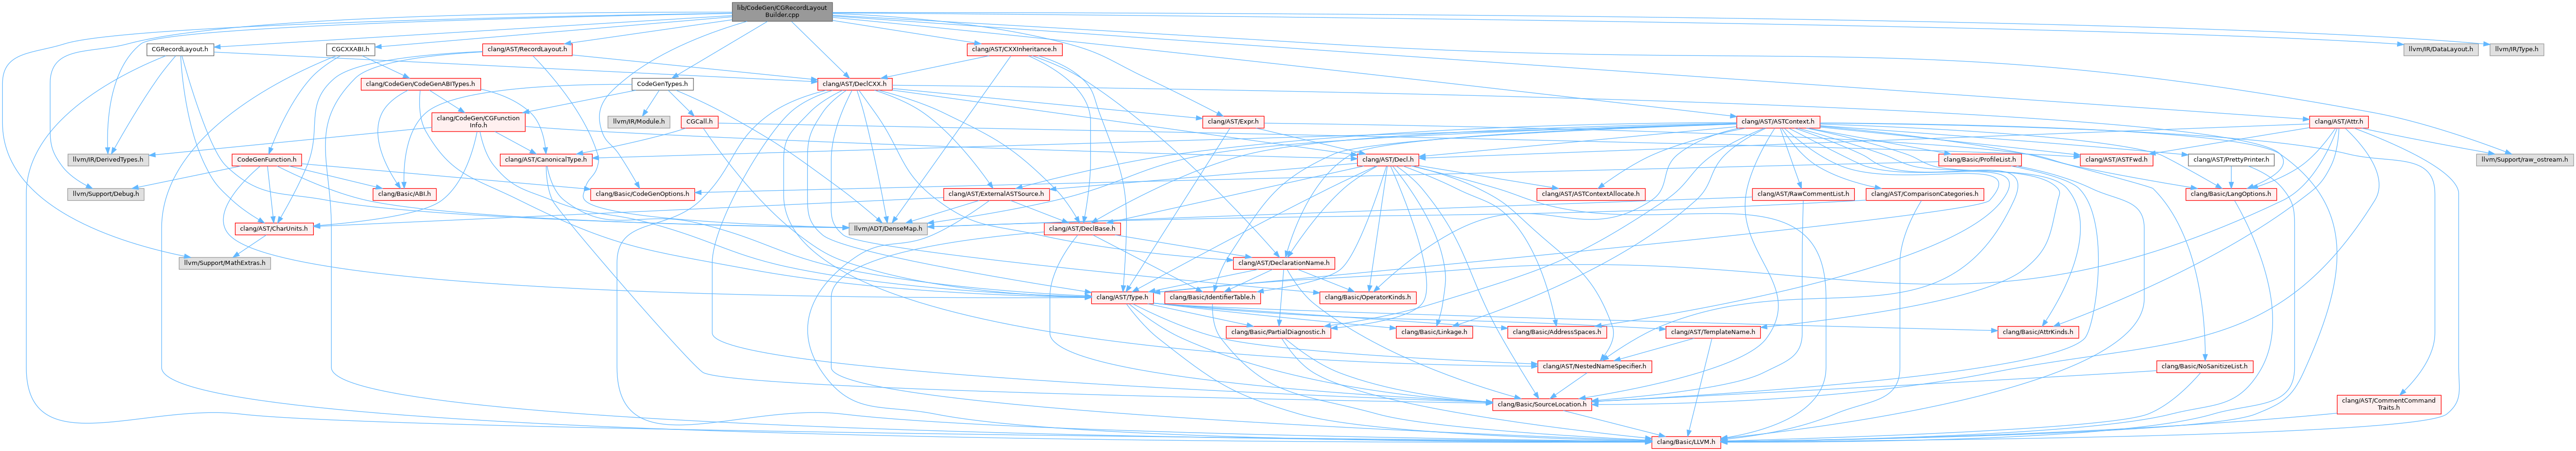 lib/CodeGen/CGRecordLayout
Builder.cpp
CGRecordLayout.h
CGCXXABI.h
clang/AST/RecordLayout.h
clang/AST/CXXInheritance.h
llvm/IR/DataLayout.h
llvm/IR/Type.h
clang/CodeGen/CodeGenABITypes.h
CodeGenTypes.h
clang/AST/DeclCXX.h
clang/CodeGen/CGFunction
Info.h
llvm/IR/Module.h
CGCall.h
clang/AST/Expr.h
clang/AST/ASTContext.h
clang/AST/Attr.h
llvm/IR/DerivedTypes.h
CodeGenFunction.h
clang/AST/CanonicalType.h
clang/AST/Decl.h
clang/Basic/ProfileList.h
clang/AST/ASTFwd.h
clang/AST/PrettyPrinter.h
llvm/Support/raw_ostream.h
llvm/Support/Debug.h
clang/Basic/ABI.h
clang/Basic/CodeGenOptions.h
clang/AST/ExternalASTSource.h
clang/AST/ASTContextAllocate.h
clang/AST/RawCommentList.h
clang/AST/ComparisonCategories.h
clang/Basic/LangOptions.h
clang/AST/CharUnits.h
llvm/ADT/DenseMap.h
clang/AST/DeclBase.h
llvm/Support/MathExtras.h
clang/AST/DeclarationName.h
clang/AST/Type.h
clang/Basic/IdentifierTable.h
clang/Basic/OperatorKinds.h
clang/Basic/PartialDiagnostic.h
clang/Basic/Linkage.h
clang/Basic/AddressSpaces.h
clang/AST/TemplateName.h
clang/Basic/AttrKinds.h
clang/AST/NestedNameSpecifier.h
clang/Basic/NoSanitizeList.h
clang/Basic/SourceLocation.h
clang/AST/CommentCommand
Traits.h
clang/Basic/LLVM.h